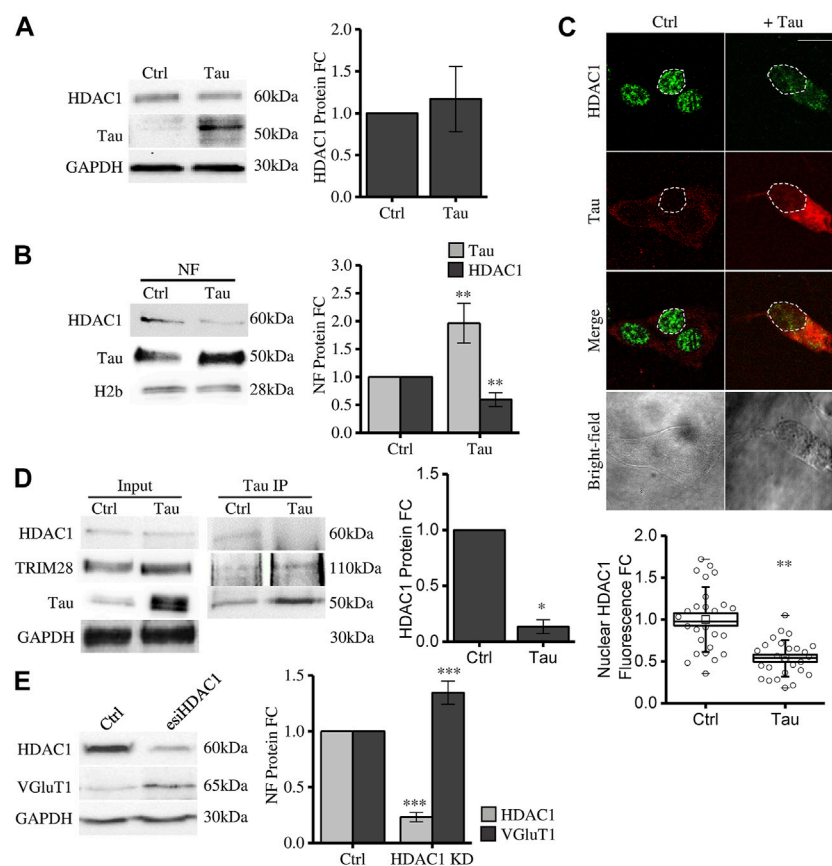 A
Ctrl Tau
HDAC1 60kDa
Tau 50kDa
GAPDH 30kDa
HDAC1 Protein FC
2.0
1.5
1.0
0.5
0.0
Ctrl Tau
B
NF
Ctrl Tau
HDAC1 60kDa
Tau 50kDa
H2b 28kDa
Tau
HDAC1
NF Protein FC
3.0
2.5
2.0
1.5
1.0
0.5
0.0
**
**
Ctrl Tau
C
Ctrl + Tau
HDAC1
Tau
Merge
Bright-field
Nuclear HDAC1
Fluorescence FC
2.0
1.5
1.0
0.5
0.0
**
Ctrl Tau
D
Input Tau IP
Ctrl Tau Ctrl Tau
HDAC1 60kDa
TRIM28 110kDa
Tau 50kDa
GAPDH 30kDa
HDAC1 Protein FC
1.5
1.0
0.5
0.0
*
Ctrl Tau
E
Ctrl esiHDAC1
HDAC1 60kDa
VGluT1 65kDa
GAPDH 30kDa
NF Protein FC
1.5
1.0
0.5
0.0
***
***
Ctrl HDAC1 KD
HDAC1
VGluT1